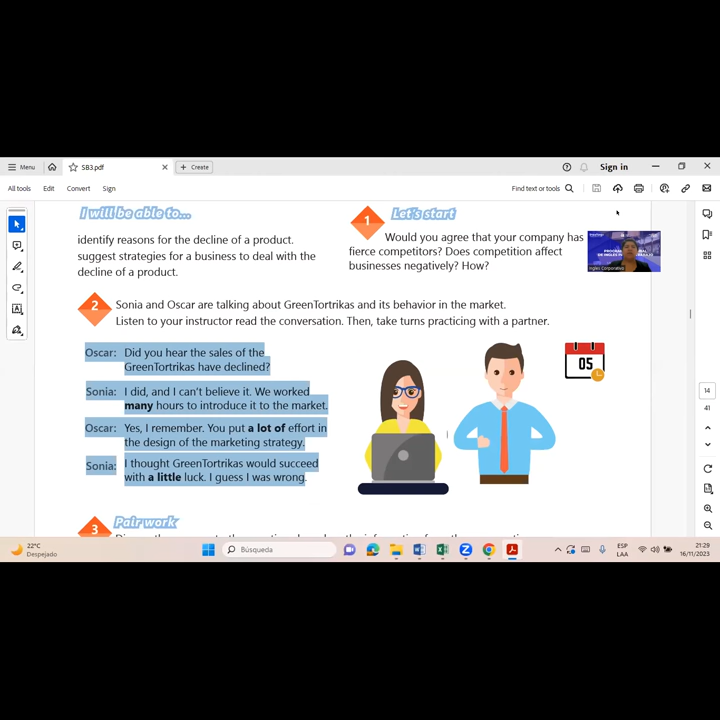 Menu
SB3.pdf
Create
Sign in
All tools
Edit
Convert
Sign
Find text or tools
I will be able to...
identify reasons for the decline of a product.
suggest strategies for a business to deal with the
decline of a product.
1
Let's start
Would you agree that your company has
fierce competitors? Does competition affect
businesses negatively? How?
Inglés Corporativo
2
Sonia and Oscar are talking about GreenTortrikas and its behavior in the market.
Listen to your instructor read the conversation. Then, take turns practicing with a partner.
Oscar: Did you hear the sales of the
GreenTortrikas have declined?
Sonia: I did, and I can't believe it. We worked
many hours to introduce it to the market.
Oscar: Yes, I remember. You put a lot of effort in
the design of the marketing strategy.
Sonia: I thought GreenTortrikas would succeed
with a little luck. I guess I was wrong.
05
14
41
3
Pair work
22°C
Despejado
Búsqueda
ESP
LAA
21:29
16/11/2023